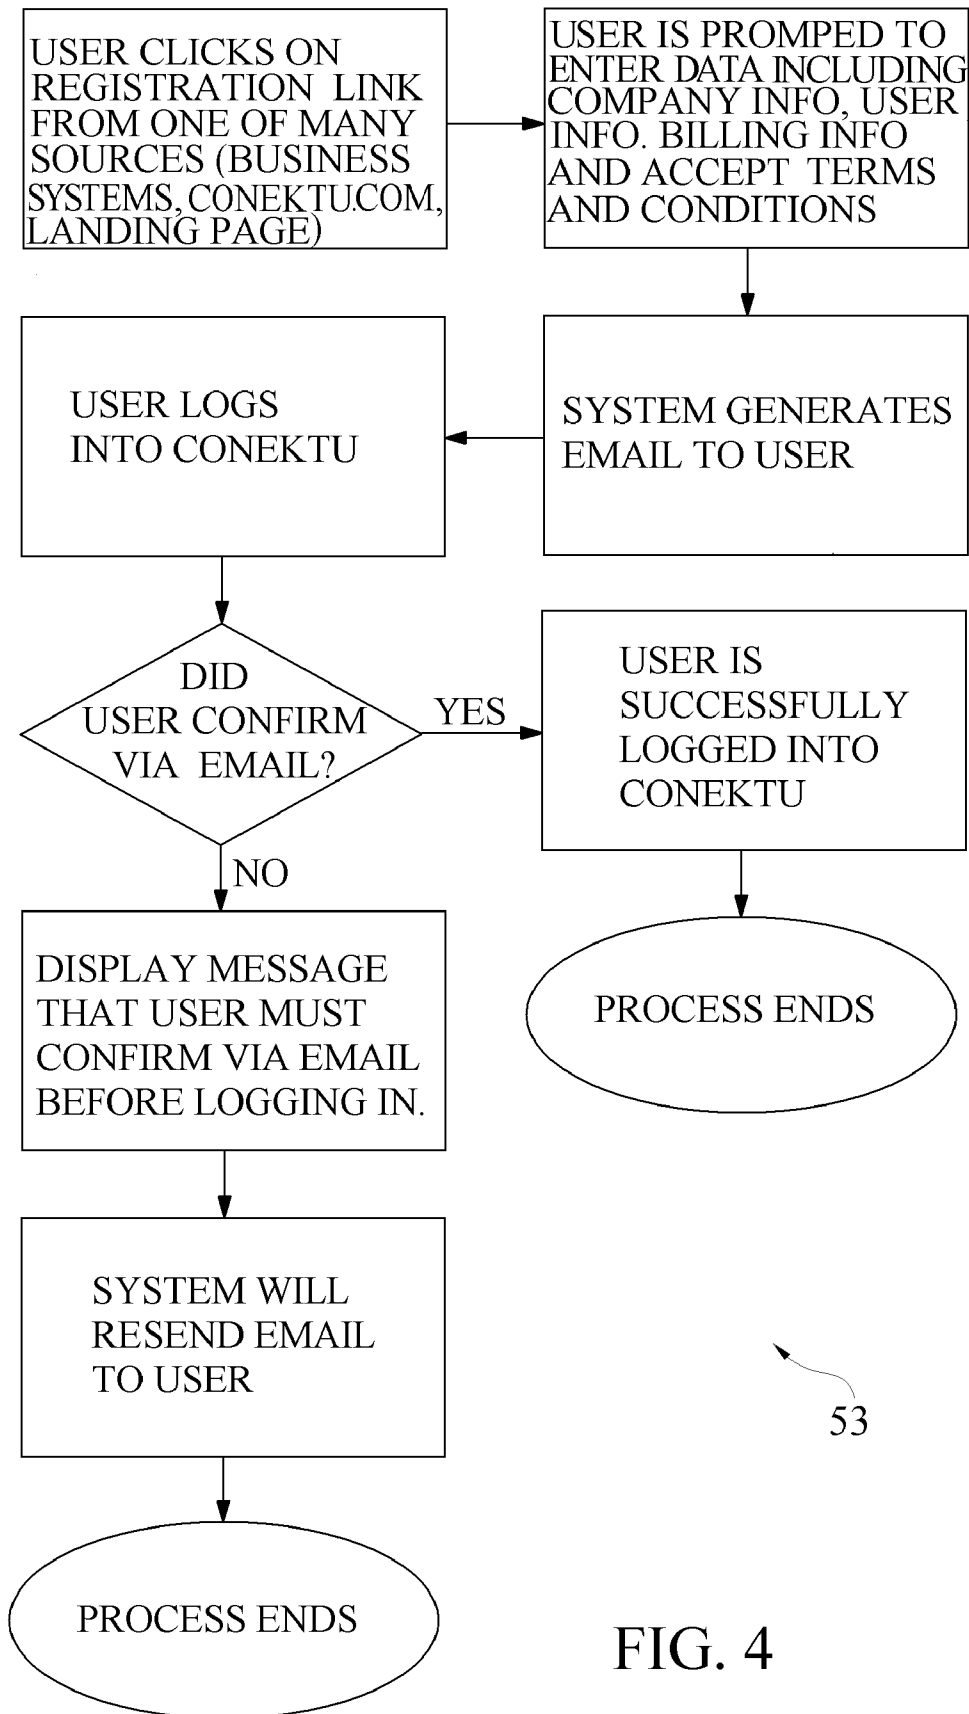 USER CLICKS ON
REGISTRATION LINK
FROM ONE OF MANY
SOURCES (BUSINESS
SYSTEMS, CONEKTU.COM,
LANDING PAGE)
USER IS PROMPED TO
ENTER DATA INCLUDING
COMPANY INFO, USER
INFO. BILLING INFO
AND ACCEPT TERMS
AND CONDITIONS
SYSTEM GENERATES
EMAIL TO USER
USER LOGS
INTO CONEKTU
DID
USER CONFIRM
VIA EMAIL?
YES
USER IS
SUCCESSFULLY
LOGGED INTO
CONEKTU
PROCESS ENDS
NO
DISPLAY MESSAGE
THAT USER MUST
CONFIRM VIA EMAIL
BEFORE LOGGING IN.
SYSTEM WILL
RESEND EMAIL
TO USER
PROCESS ENDS
53
FIG. 4